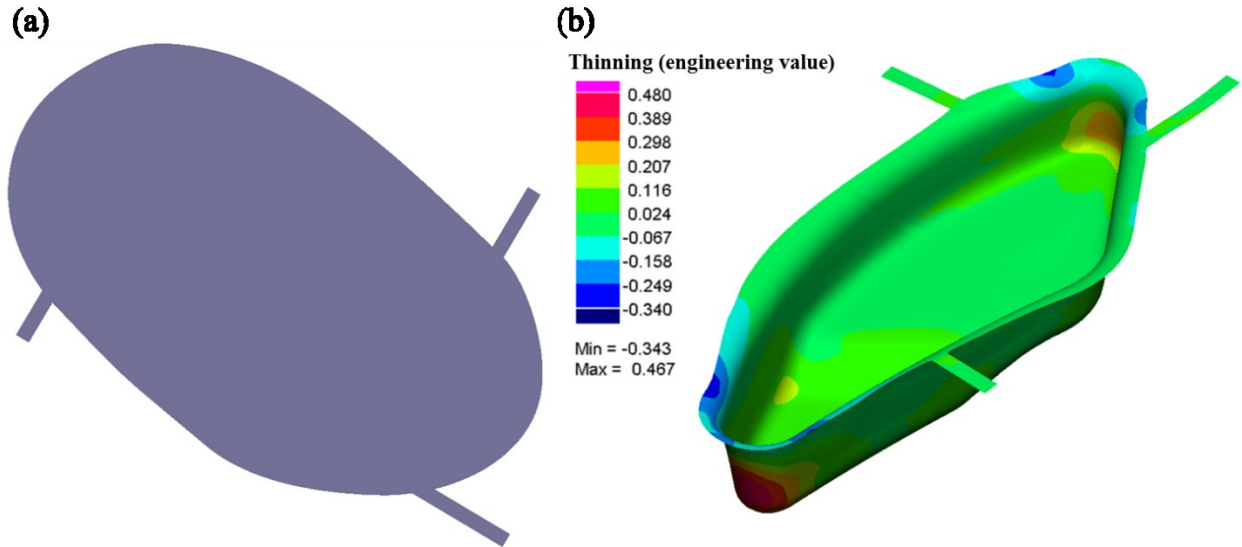 (a)
(b)
Thinning (engineering value)
0.480
0.389
0.298
0.207
0.116
0.024
-0.067
-0.158
-0.249
-0.340
Min = -0.343
Max = 0.467